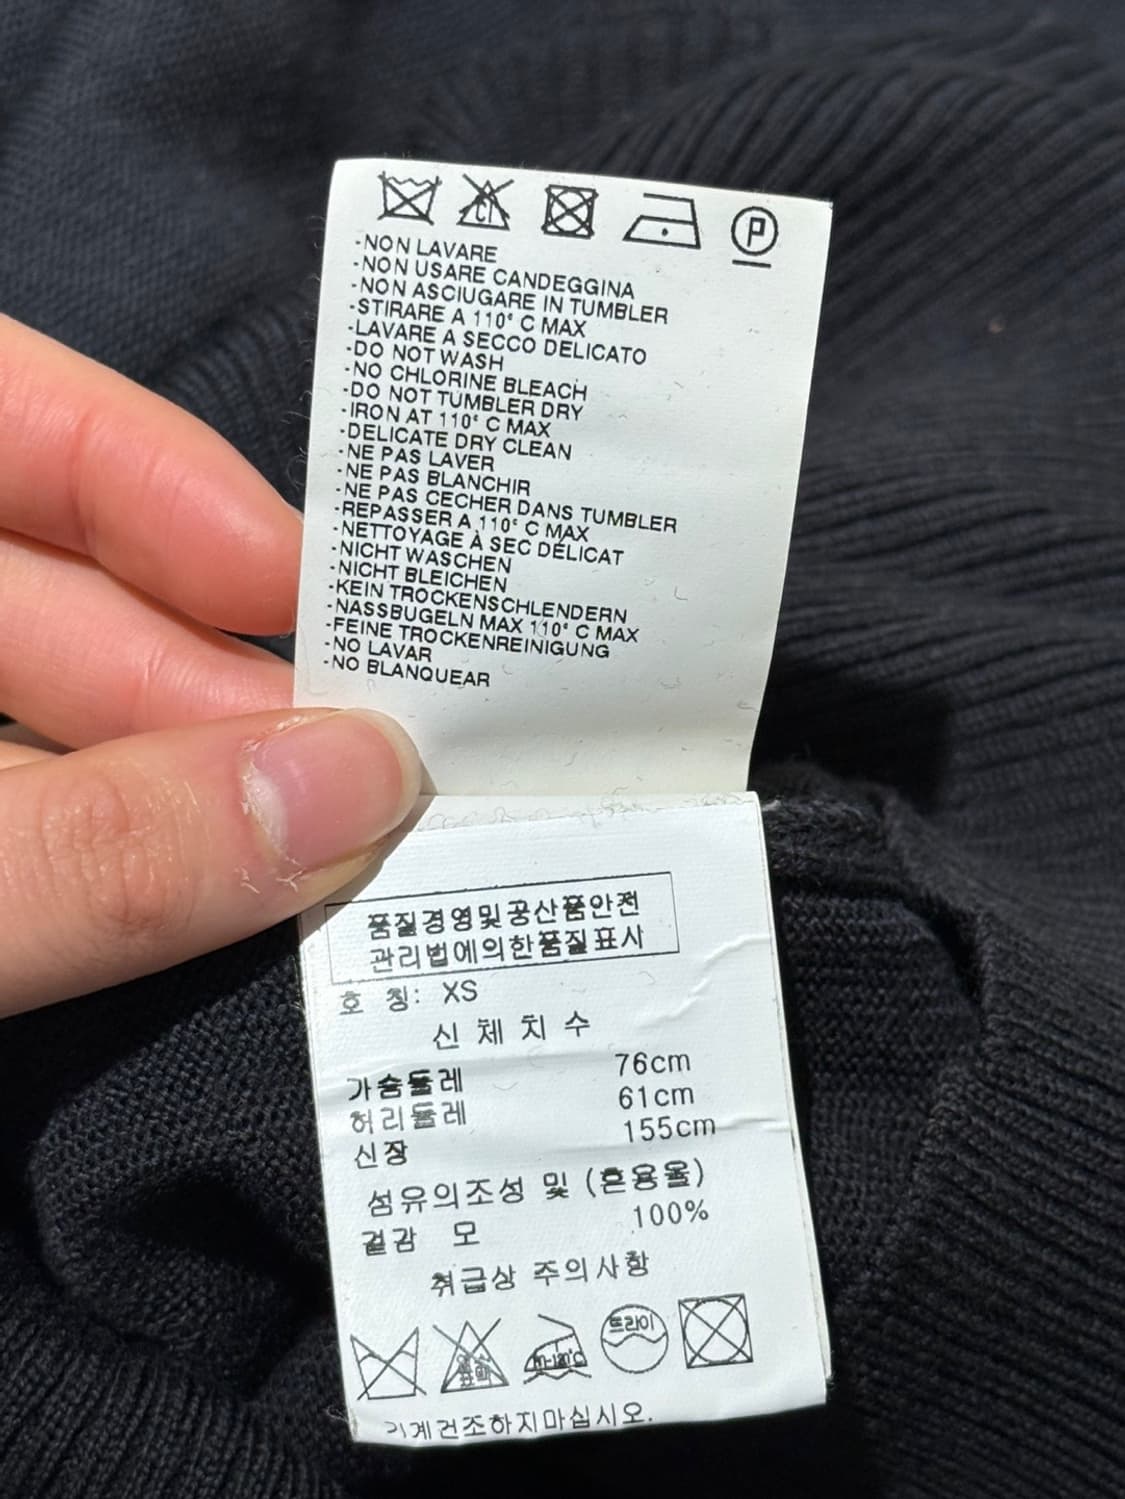 CL
P
-NON LAVARE
-NON USARE CANDEGGINA
-NON ASCIUGARE IN TUMBLER
-STIRARE A 110° C MAX
-LAVARE A SECCO DELICATO
-DO NOT WASH
-NO CHLORINE BLEACH
-DO NOT TUMBLER DRY
-IRON AT 110° C MAX
-DELICATE DRY CLEAN
-NE PAS LAVER
-NE PAS BLANCHIR
-NE PAS CECHER DANS TUMBLER
-REPASSER A 110° C MAX
-NETTOYAGE À SEC DÉLICAT
-NICHT WASCHEN
-NICHT BLEICHEN
-KEIN TROCKENSCHLENDERN
-NASSBUGELN MAX 110° C MAX
-FEINE TROCKENREINIGUNG
-NO LAVAR
-NO BLANQUEAR
품질경영및공산품안전
관리법에의한품질표시
호 칭: XS
신 체 치 수
가슴둘레 76cm
허리둘레 61cm
신장 155cm
섬유의조성 및 (혼용율)
겉감 모 100%
취급상 주의사항
드라이
기계건조하지마십시오.